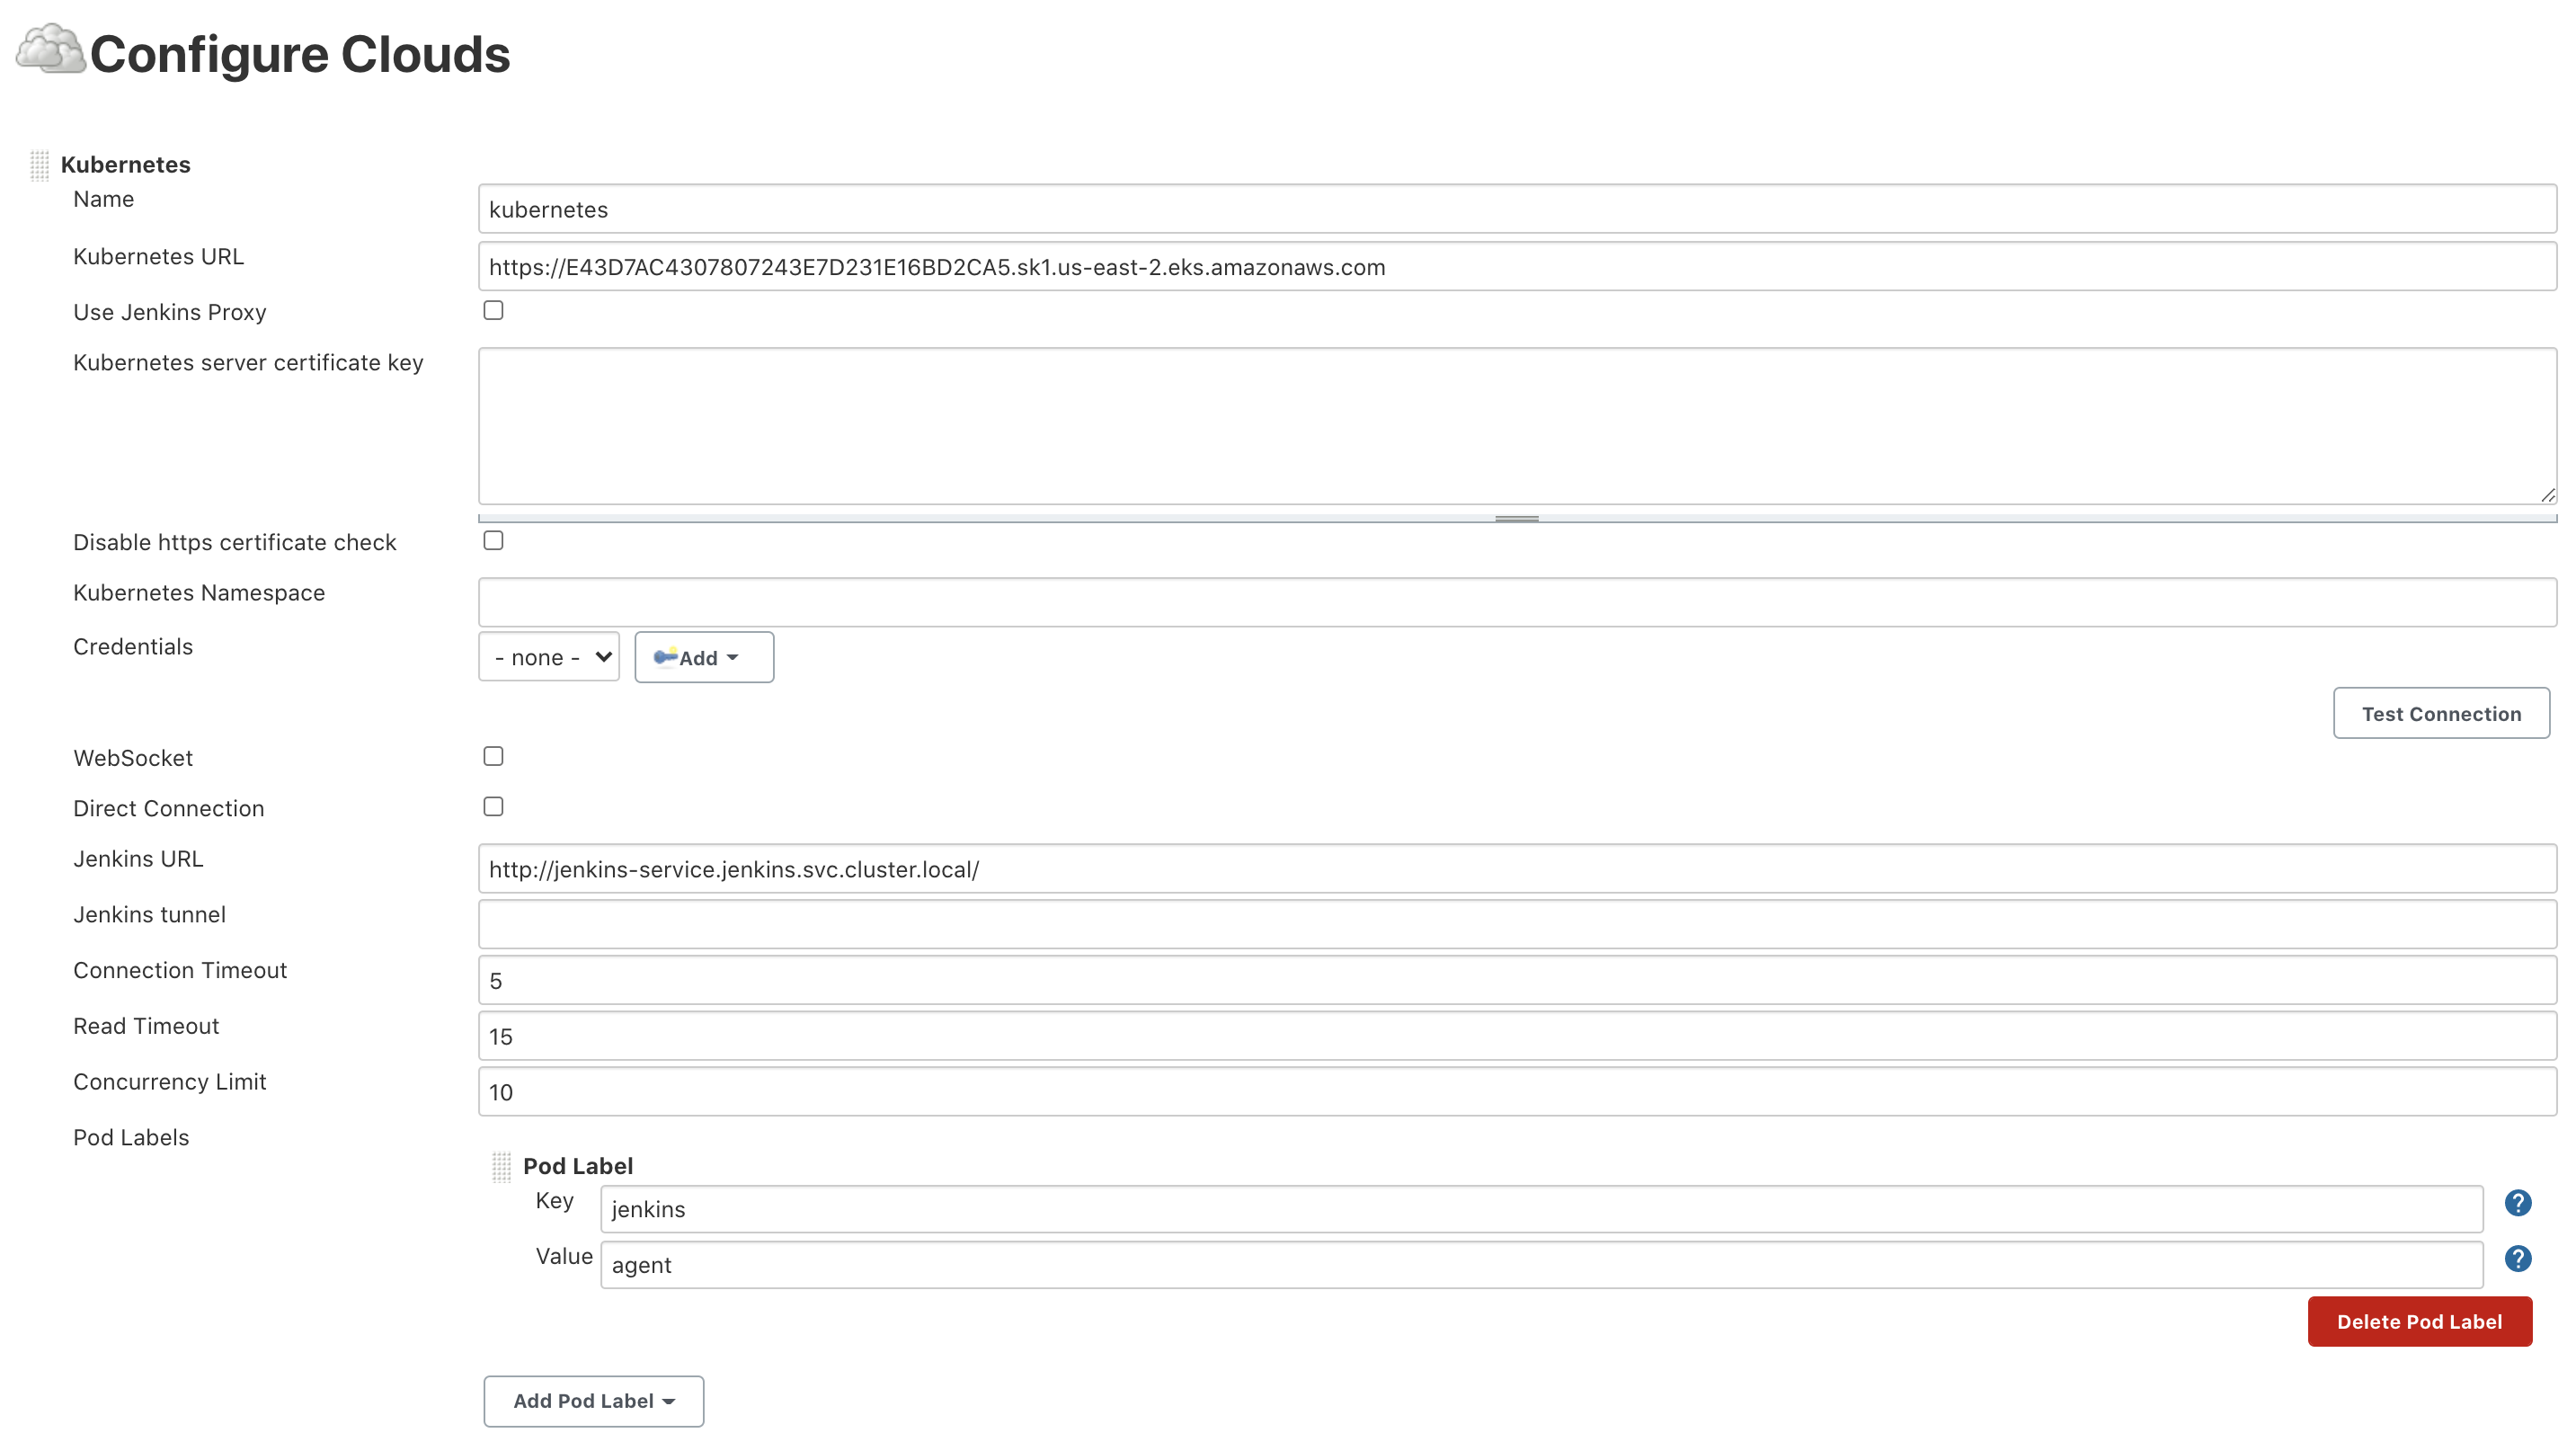 Configure Clouds
Kubernetes
Name
kubernetes
Kubernetes URL
https://E43D7AC4307807243E7D231E16BD2CA5.sk1.us-east-2.eks.amazonaws.com
Use Jenkins Proxy
Kubernetes server certificate key
Disable https certificate check
Kubernetes Namespace
Credentials
- none -
Add
Test Connection
WebSocket
Direct Connection
Jenkins URL
http://jenkins-service.jenkins.svc.cluster.local/
Jenkins tunnel
Connection Timeout
5
Read Timeout
15
Concurrency Limit
10
Pod Labels
Pod Label
Key
jenkins
?
Value
agent
?
Delete Pod Label
Add Pod Label